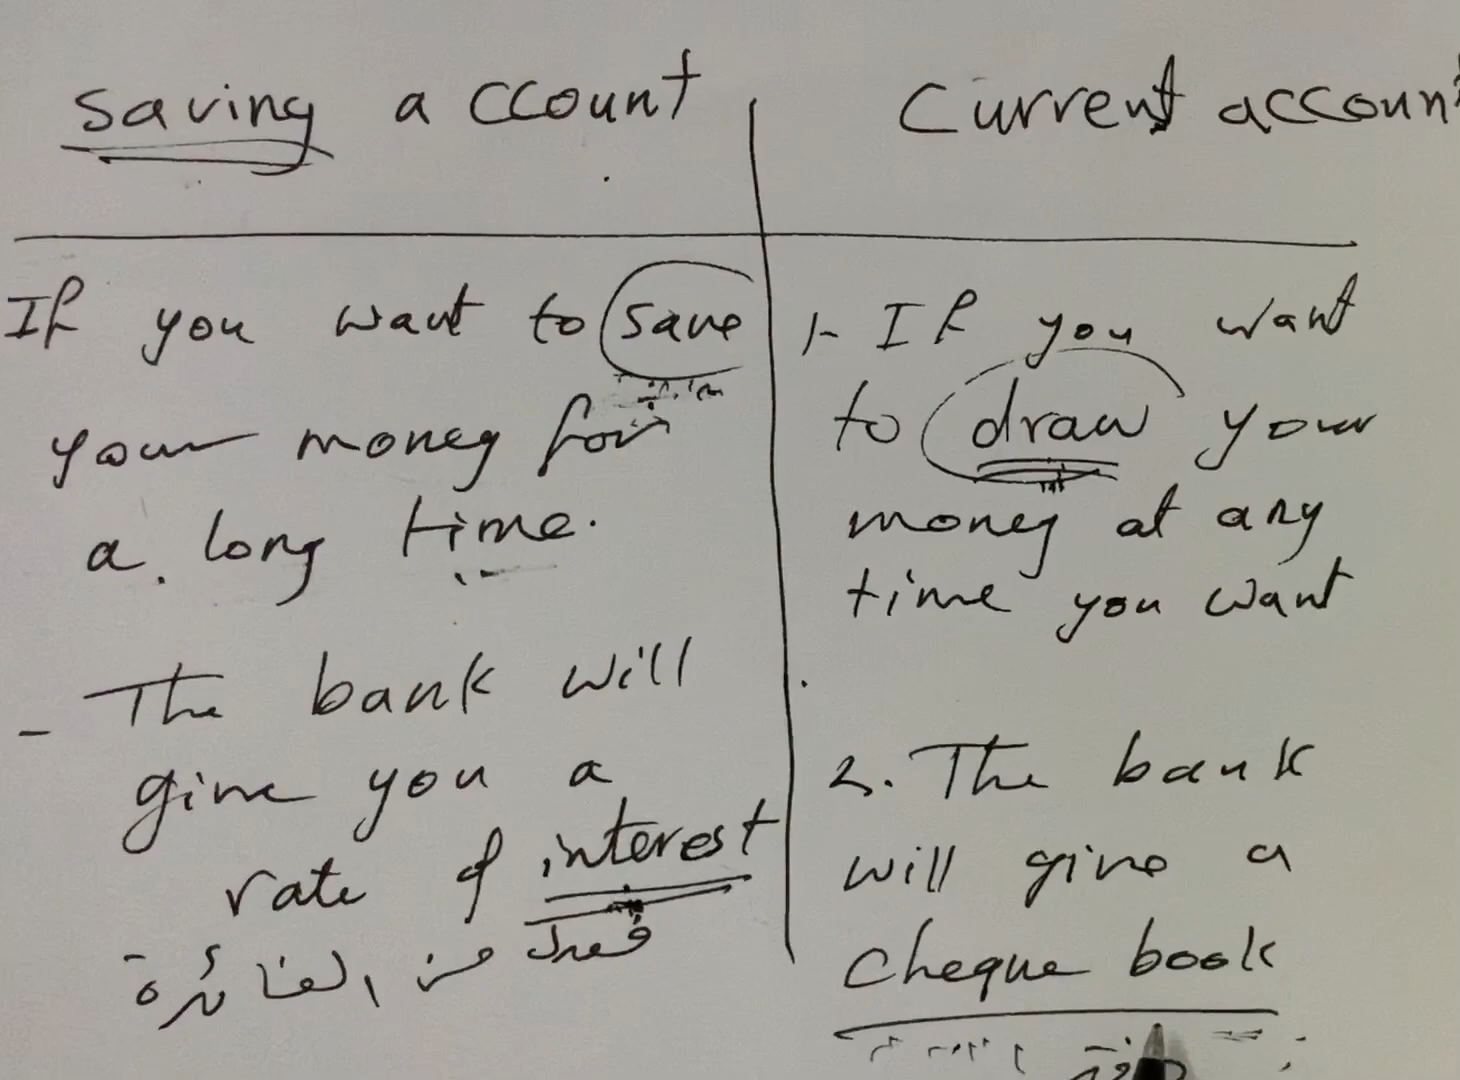 Saving account
If you want to save
your money for
a long time.
- The bank will
give you a
rate of interest
معدل من الفائدة
Current account
1- If you want
to draw your
money at any
time you want
2. The bank
will give a
cheque book